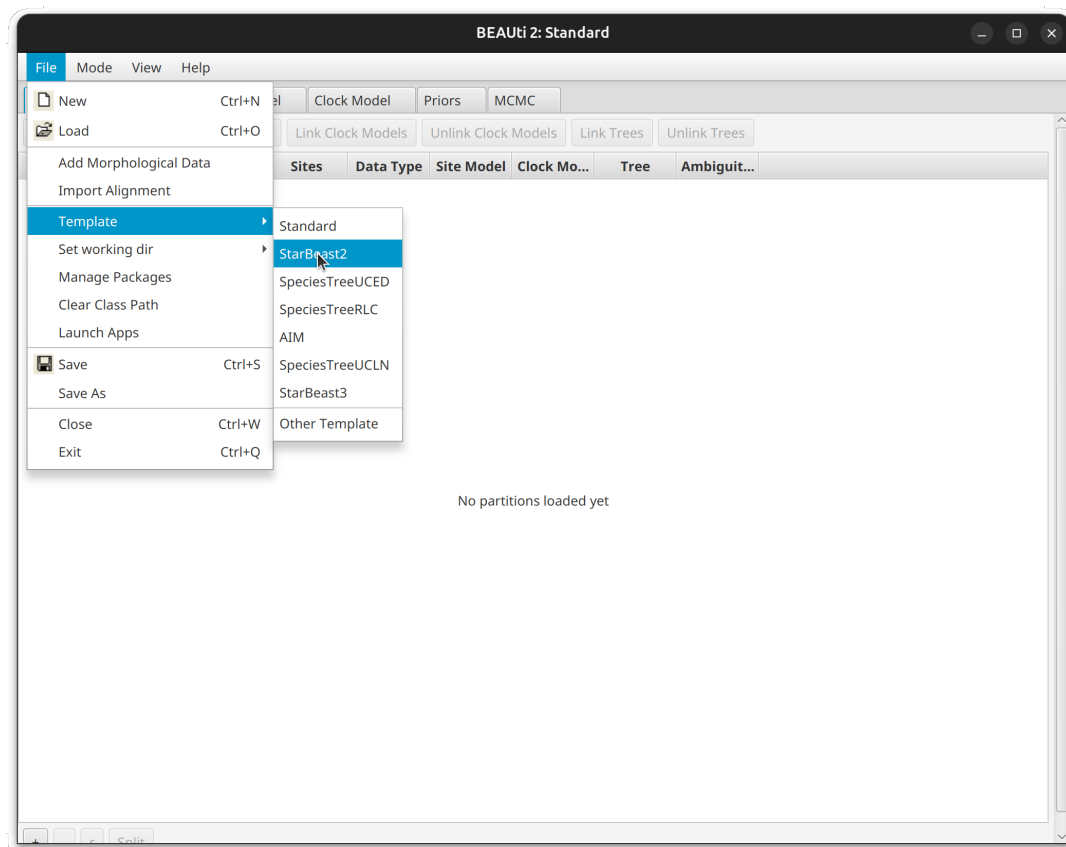 BEAUti 2: Standard
File Mode View Help
Clock Model Priors MCMC
Link Clock Models Unlink Clock Models Link Trees Unlink Trees
Sites Data Type Site Model Clock Mo... Tree Ambiguit...
New Ctrl+N
Load Ctrl+O
Add Morphological Data
Import Alignment
Template
Set working dir
Manage Packages
Clear Class Path
Launch Apps
Save Ctrl+S
Save As
Close Ctrl+W
Exit Ctrl+Q
Standard
StarBeast2
SpeciesTreeUCED
SpeciesTreeRLC
AIM
SpeciesTreeUCLN
StarBeast3
Other Template
No partitions loaded yet
+ - r Split